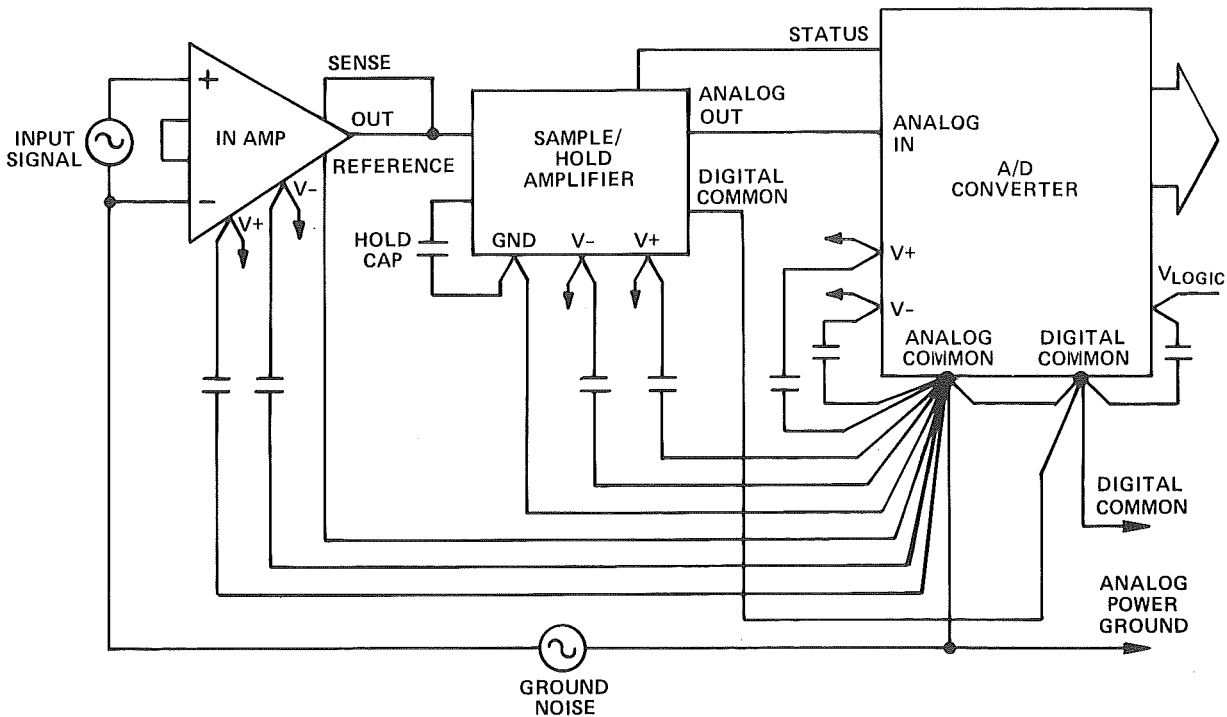 STATUS
SENSE
ANALOG
OUT
OUT
INPUT
SIGNAL
+
IN AMP
−
REFERENCE
V−
V+
SAMPLE/
HOLD
AMPLIFIER
DIGITAL
COMMON
HOLD
CAP
GND
V−
V+
ANALOG
IN
A/D
CONVERTER
V+
V−
VLOGIC
ANALOG
COMMON
DIGITAL
COMMON
DIGITAL
COMMON
ANALOG
POWER
GROUND
GROUND
NOISE